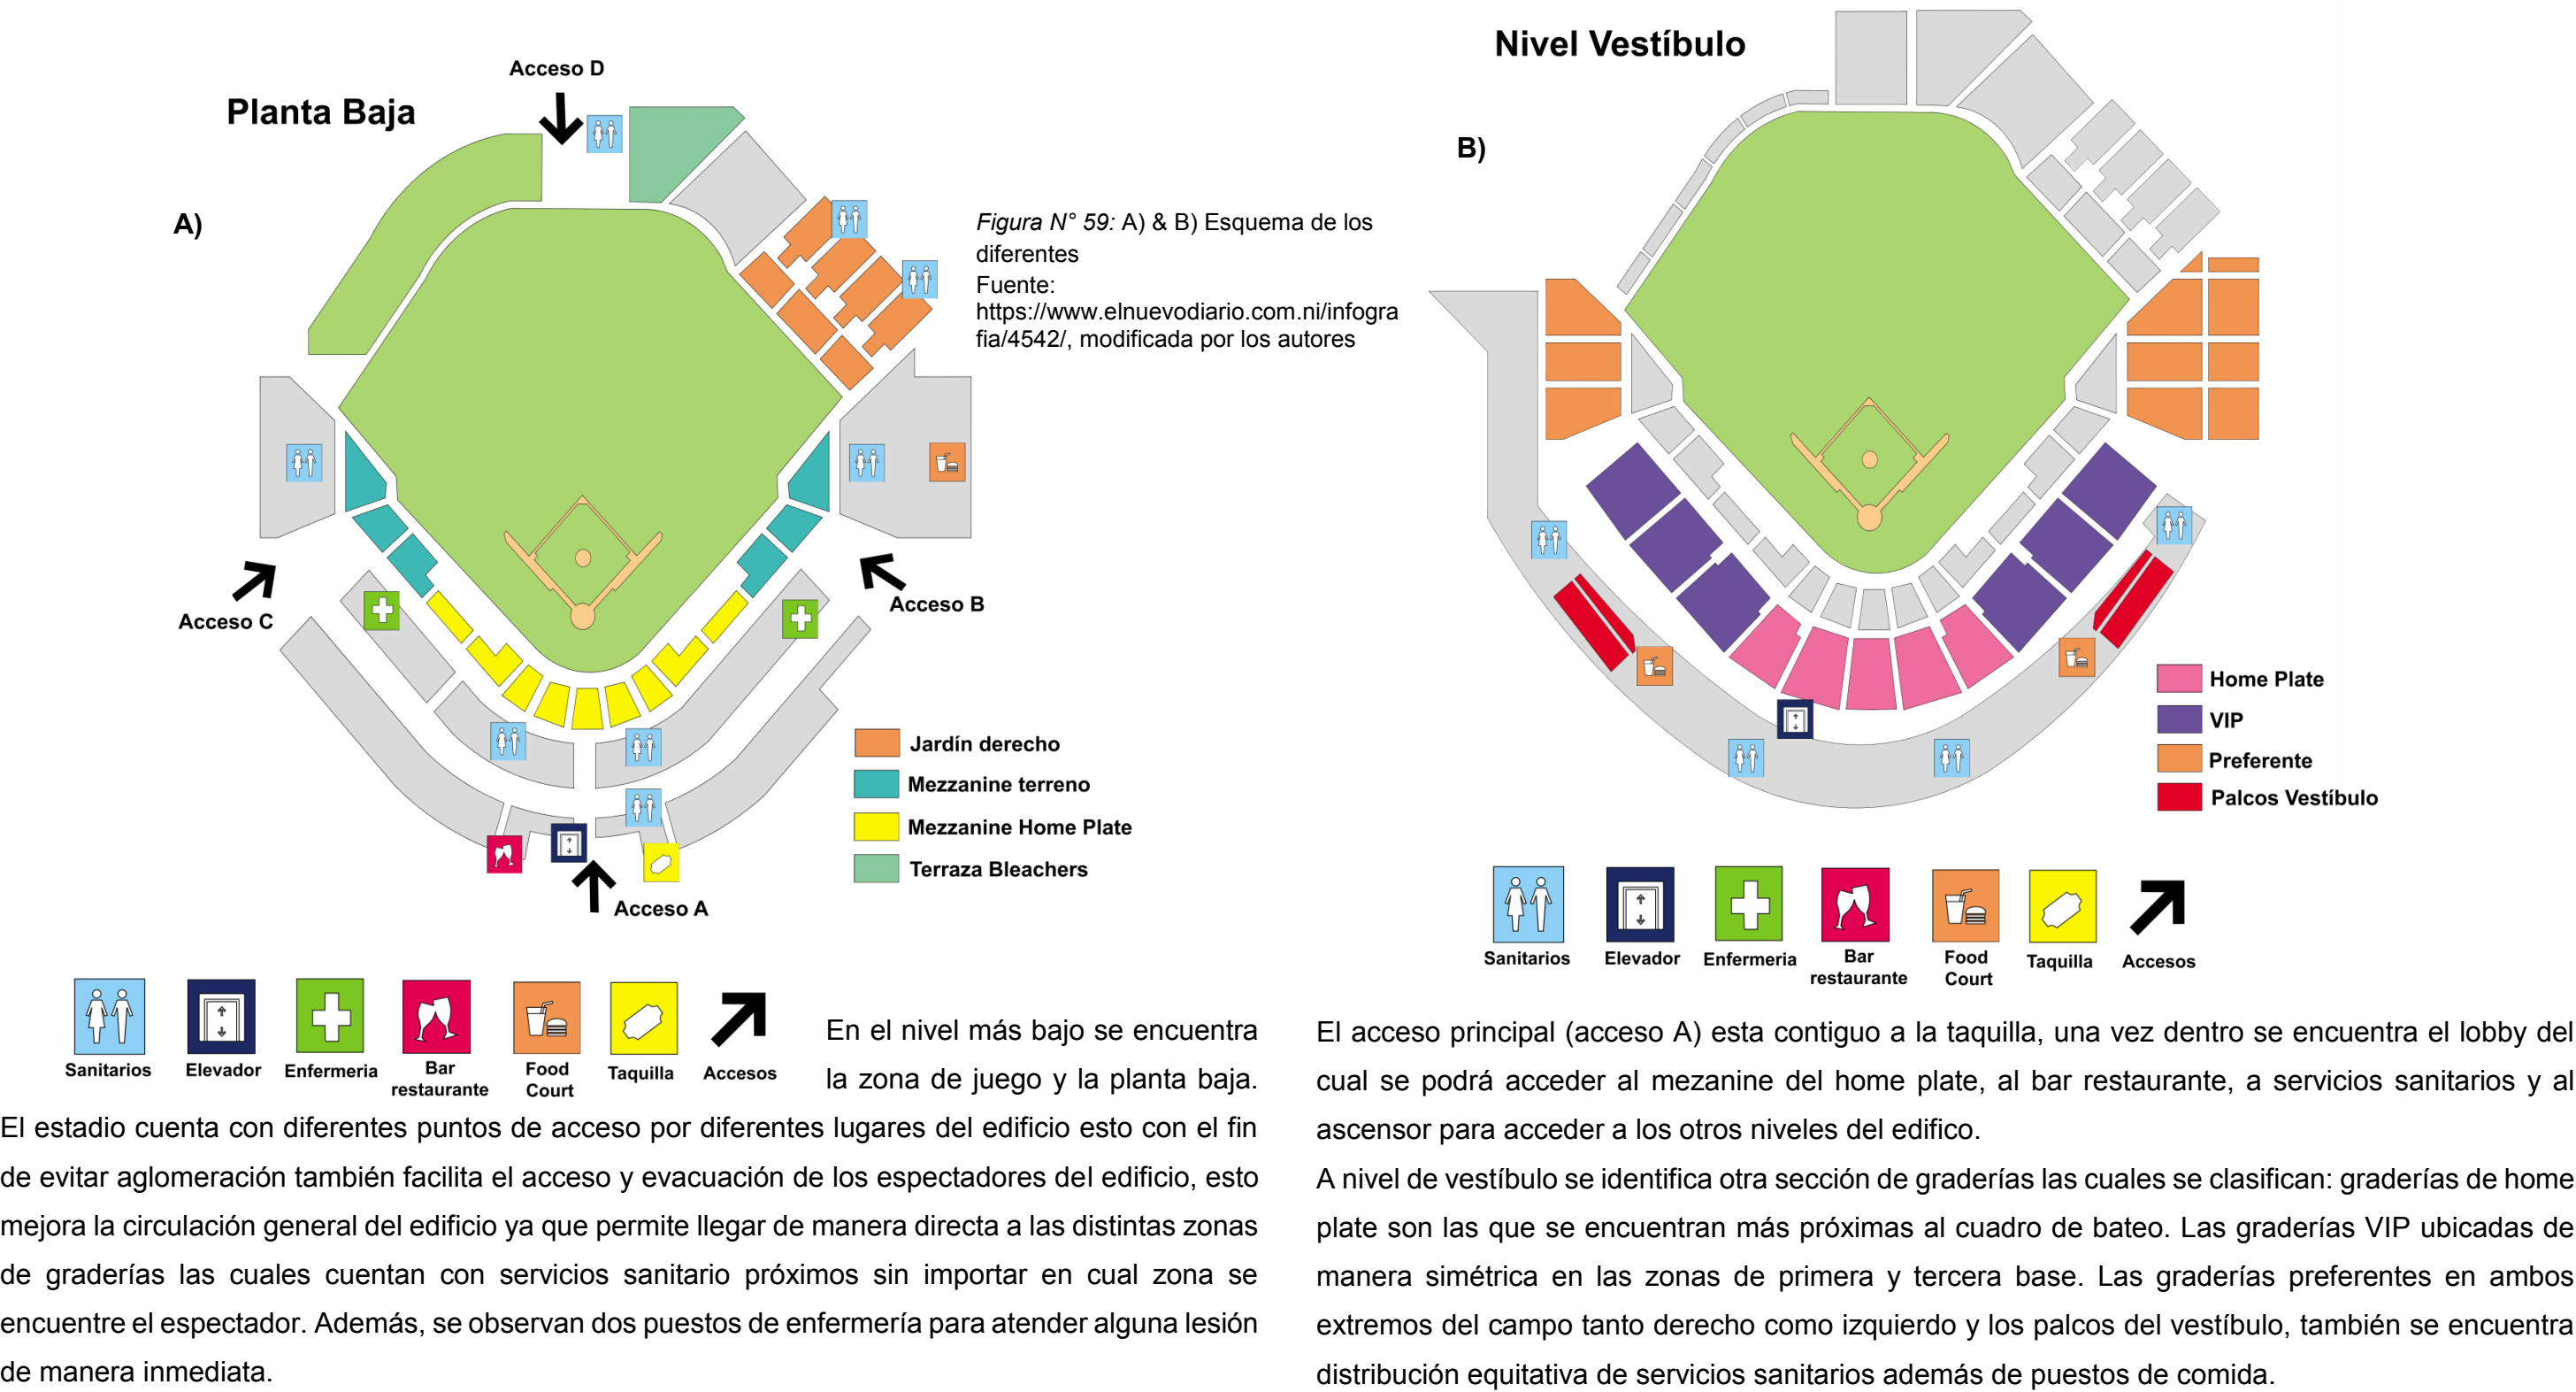 Planta Baja
Acceso D
A)
Figura N° 59: A) & B) Esquema de los
diferentes
Fuente:
https://www.elnuevodiario.com.ni/infogra
fia/4542/, modificada por los autores
Acceso C
Acceso B
Acceso A
Jardín derecho
Mezzanine terreno
Mezzanine Home Plate
Terraza Bleachers
Sanitarios
Elevador
Enfermeria
Bar
restaurante
Food
Court
Taquilla
Accesos
En el nivel más bajo se encuentra
la zona de juego y la planta baja.
El estadio cuenta con diferentes puntos de acceso por diferentes lugares del edificio esto con el fin
de evitar aglomeración también facilita el acceso y evacuación de los espectadores del edificio, esto
mejora la circulación general del edificio ya que permite llegar de manera directa a las distintas zonas
de graderías las cuales cuentan con servicios sanitario próximos sin importar en cual zona se
encuentre el espectador. Además, se observan dos puestos de enfermería para atender alguna lesión
de manera inmediata.
Nivel Vestíbulo
B)
Home Plate
VIP
Preferente
Palcos Vestíbulo
Sanitarios
Elevador
Enfermeria
Bar
restaurante
Food
Court
Taquilla
Accesos
El acceso principal (acceso A) esta contiguo a la taquilla, una vez dentro se encuentra el lobby del
cual se podrá acceder al mezanine del home plate, al bar restaurante, a servicios sanitarios y al
ascensor para acceder a los otros niveles del edifico.
A nivel de vestíbulo se identifica otra sección de graderías las cuales se clasifican: graderías de home
plate son las que se encuentran más próximas al cuadro de bateo. Las graderías VIP ubicadas de
manera simétrica en las zonas de primera y tercera base. Las graderías preferentes en ambos
extremos del campo tanto derecho como izquierdo y los palcos del vestíbulo, también se encuentra
distribución equitativa de servicios sanitarios además de puestos de comida.